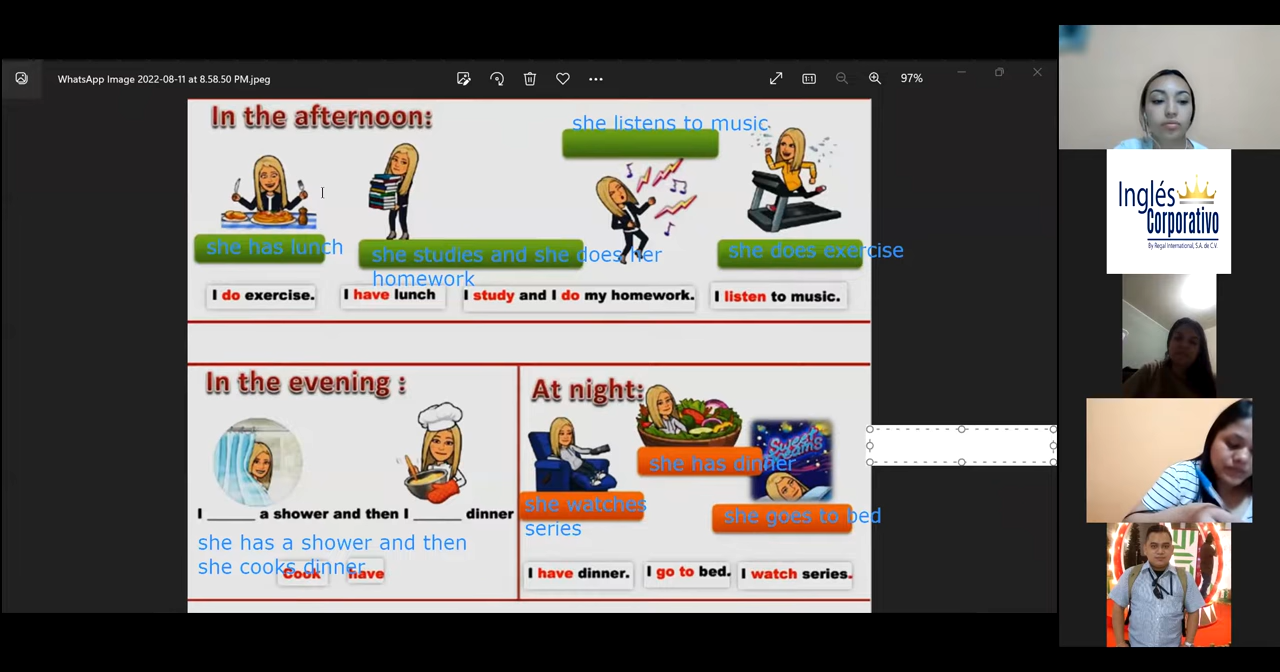 WhatsApp Image 2022-08-11 at 8.58.50 PM.jpeg
97%
In the afternoon:
she listens to music
she has lunch
she studies and she does her
homework
she does exercise
I do exercise.
I have lunch
I study and I do my homework.
I listen to music.
In the evening :
I ______ a shower and then I ______ dinner
she has a shower and then
she cooks dinner
Cook
have
At night:
Sweet
Dreams
she has dinner
she watches
series
she goes to bed
I have dinner.
I go to bed.
I watch series.
Inglés
Corporativo
By Regal International, S.A. de C.V.